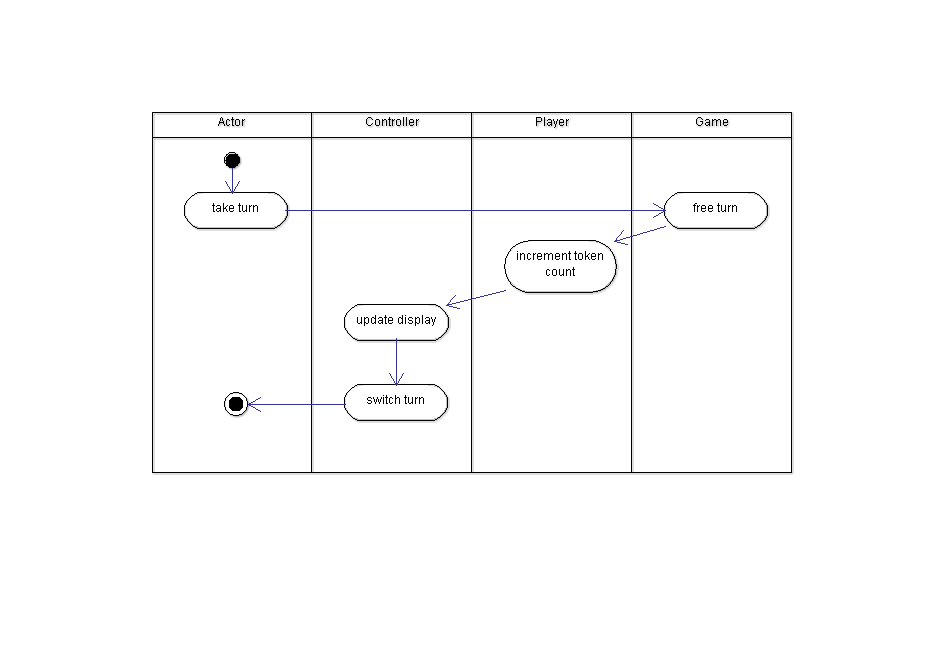 Actor
Controller
Player
Game
take turn
free turn
increment token
count
update display
switch turn